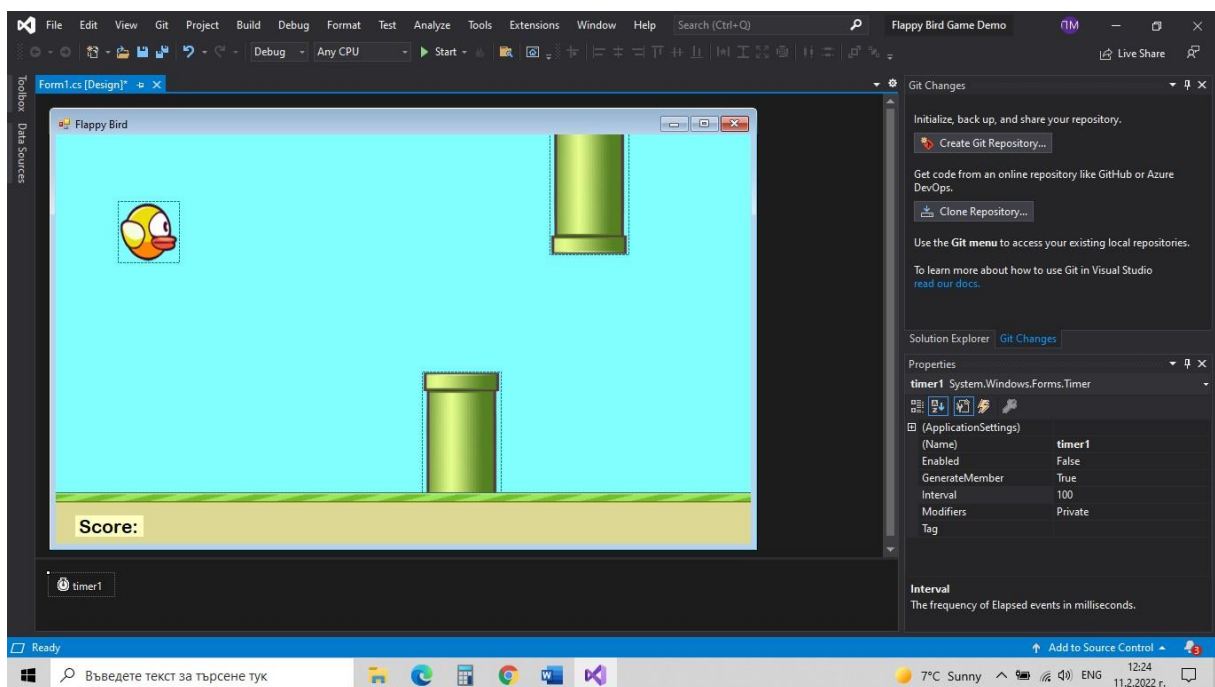 File Edit View Git Project Build Debug Format Test Analyze Tools Extensions Window Help Search (Ctrl+Q) Flappy Bird Game Demo ПМ
Debug Any CPU Start Live Share
Toolbox
Data Sources
Form1.cs [Design]*
Flappy Bird
Score:
timer1
Git Changes
Initialize, back up, and share your repository.
Create Git Repository...
Get code from an online repository like GitHub or Azure
DevOps.
Clone Repository...
Use the Git menu to access your existing local repositories.
To learn more about how to use Git in Visual Studio
read our docs.
Solution Explorer Git Changes
Properties
timer1 System.Windows.Forms.Timer
(ApplicationSettings)
(Name) timer1
Enabled False
GenerateMember True
Interval 100
Modifiers Private
Tag
Interval
The frequency of Elapsed events in milliseconds.
Ready Add to Source Control 3
Въведете текст за търсене тук 7°C Sunny ENG 12:24
11.2.2022 г.